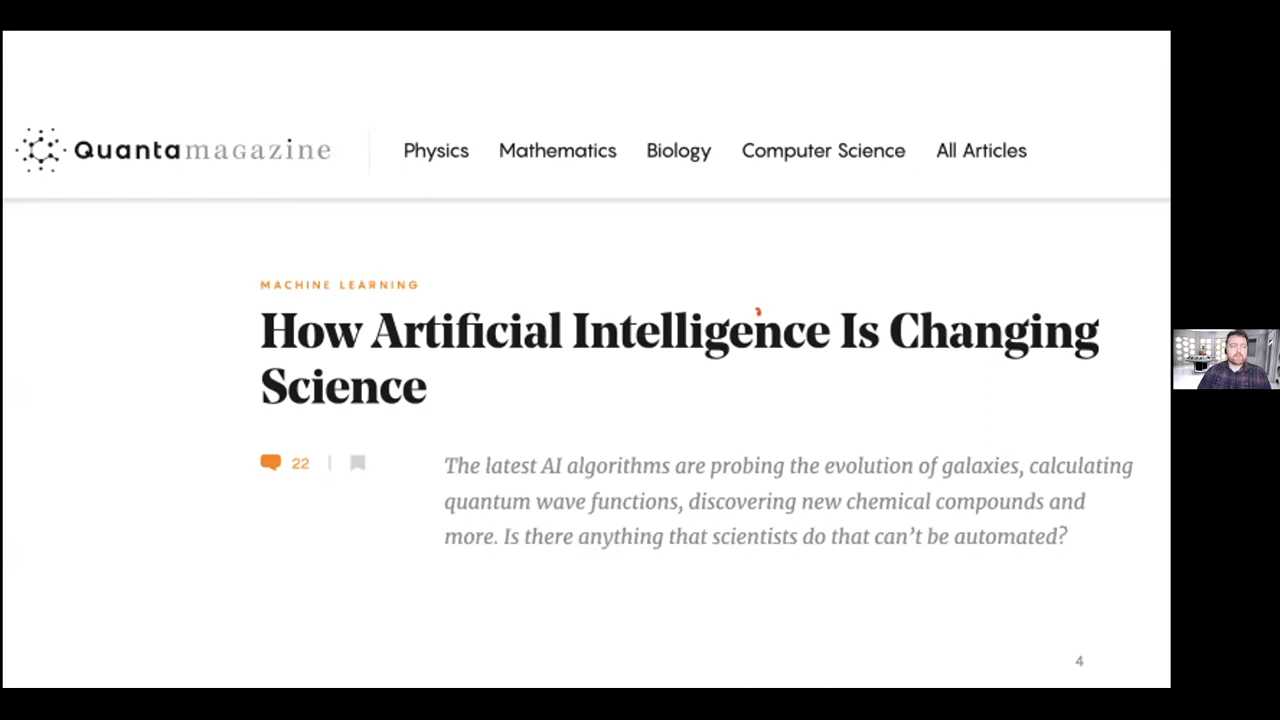 Quantamagazine
Physics Mathematics Biology Computer Science All Articles
MACHINE LEARNING
How Artificial Intelligence Is Changing
Science
22
The latest AI algorithms are probing the evolution of galaxies, calculating
quantum wave functions, discovering new chemical compounds and
more. Is there anything that scientists do that can’t be automated?
4